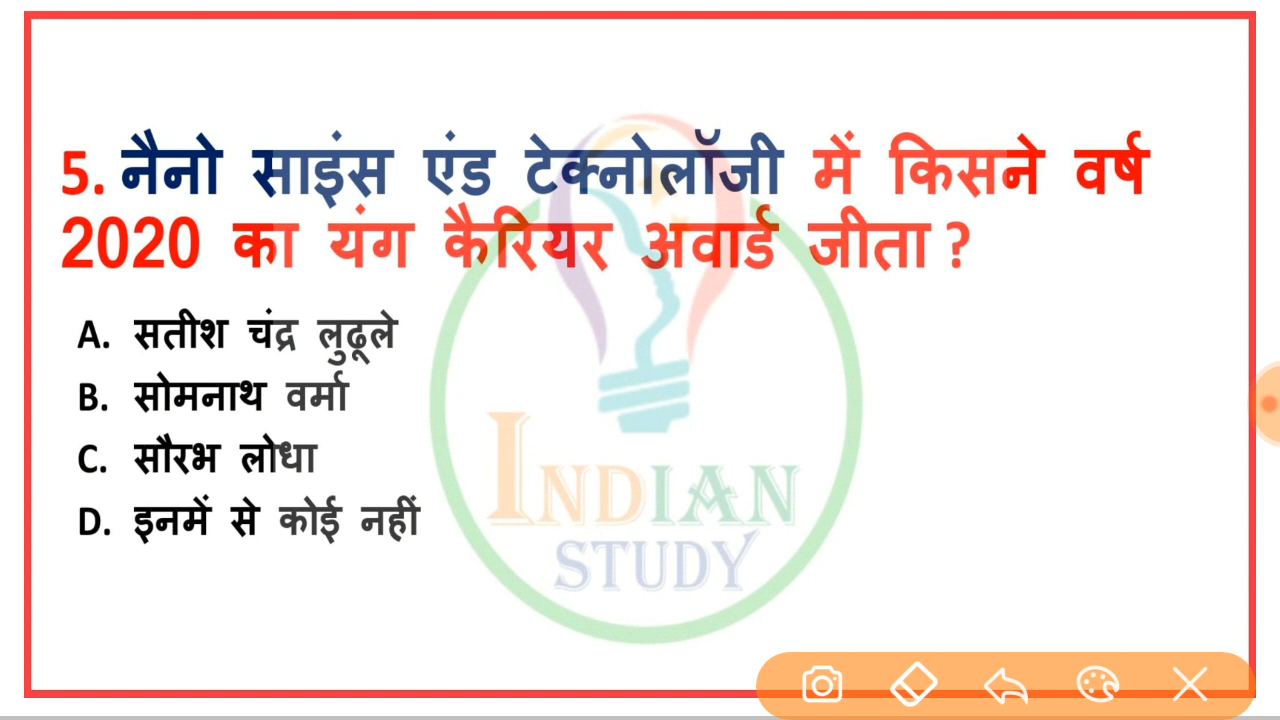 5. नैनो साइंस एंड टेक्नोलॉजी में किसने वर्ष
2020 का यंग कैरियर अवार्ड जीता ?
A. सतीश चंद्र लुढूले
B. सोमनाथ वर्मा
C. सौरभ लोधा
D. इनमें से कोई नहीं
INDIAN
STUDY